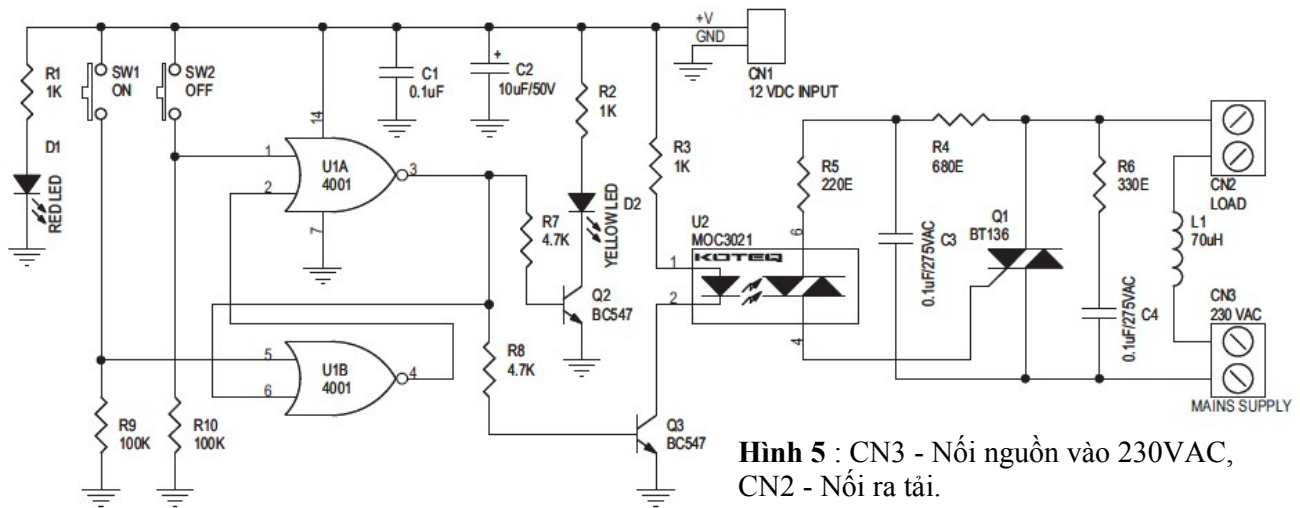 +V
GND
CN1
12 VDC INPUT
R1
1K
SW1
ON
SW2
OFF
C1
0.1uF
+
C2
10uF/50V
R2
1K
R3
1K
D1
RED LED
14
1
2
U1A
4001
3
7
R7
4.7K
YELLOW LED
D2
Q2
BC547
U2
MOC3021
KOTEQ
1
2
6
4
R5
220E
R4
680E
C3
0.1uF/275VAC
Q1
BT136
R6
330E
0.1uF/275VAC
C4
CN2
LOAD
L1
70uH
CN3
230 VAC
MAINS SUPPLY
5
6
U1B
4001
4
R8
4.7K
R9
100K
R10
100K
Q3
BC547
Hình 5 : CN3 - Nối nguồn vào 230VAC,
CN2 - Nối ra tải.